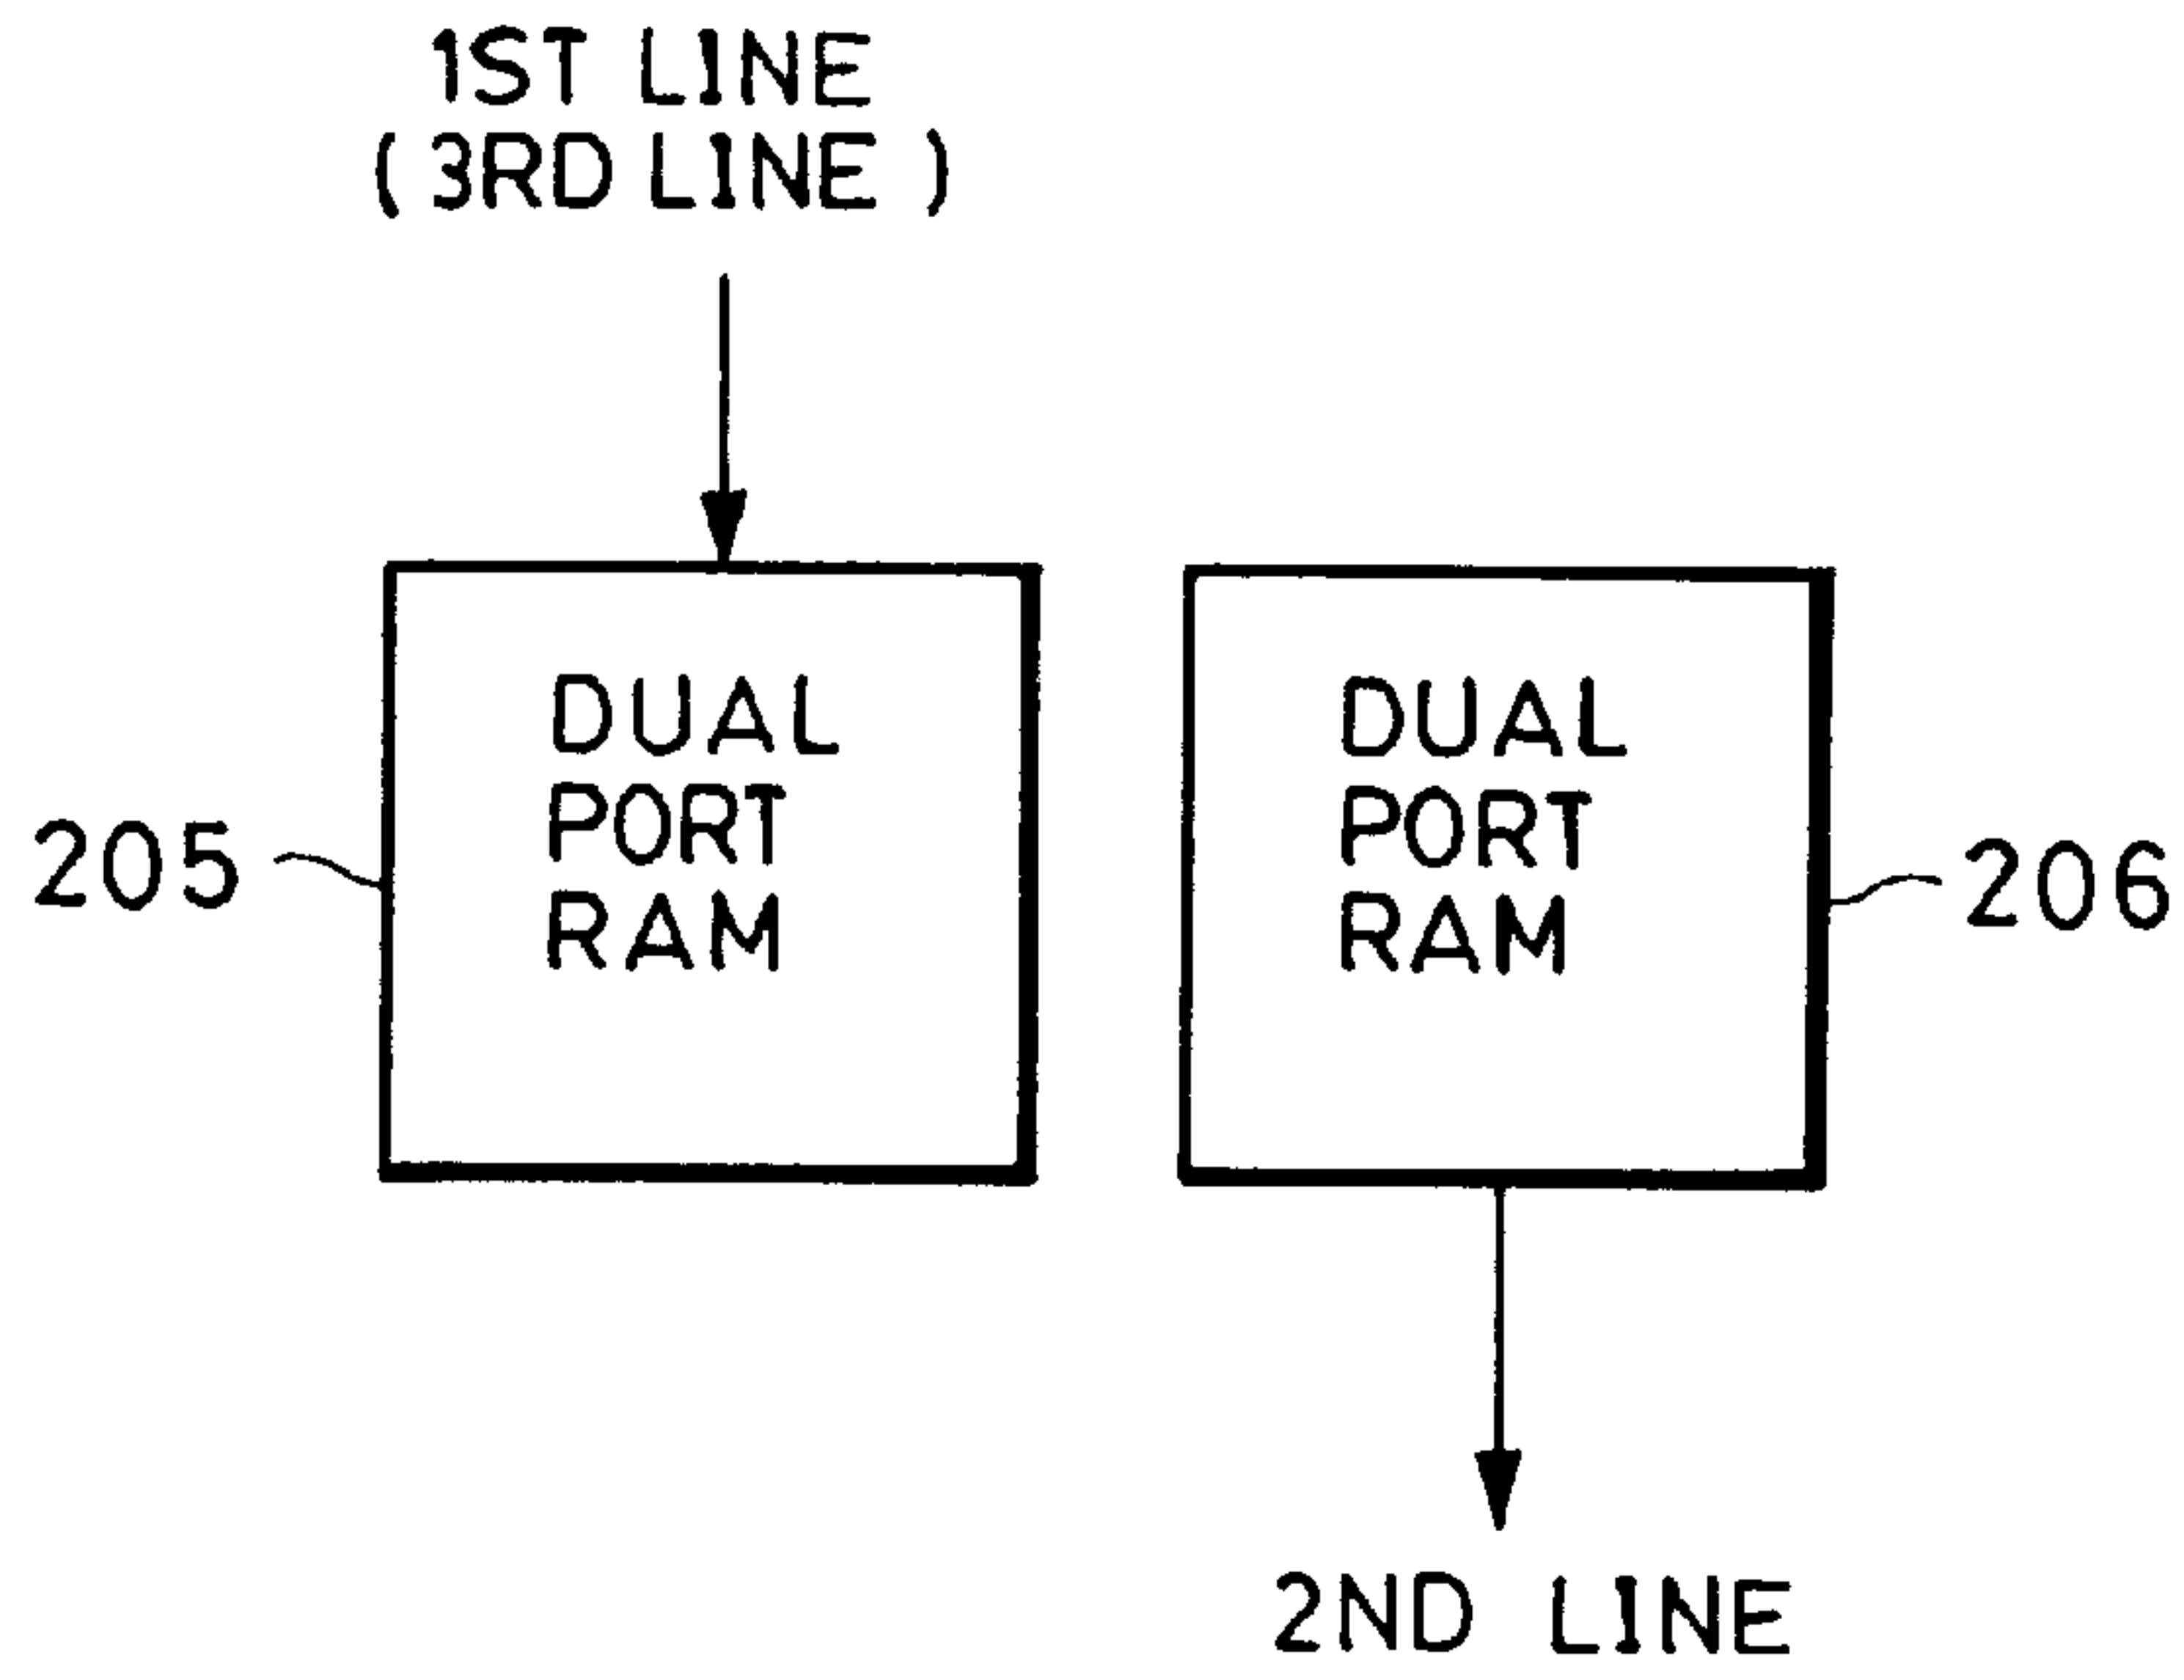 1ST LINE
(3RD LINE )
DUAL
PORT
RAM
205
DUAL
PORT
RAM
206
2ND LINE